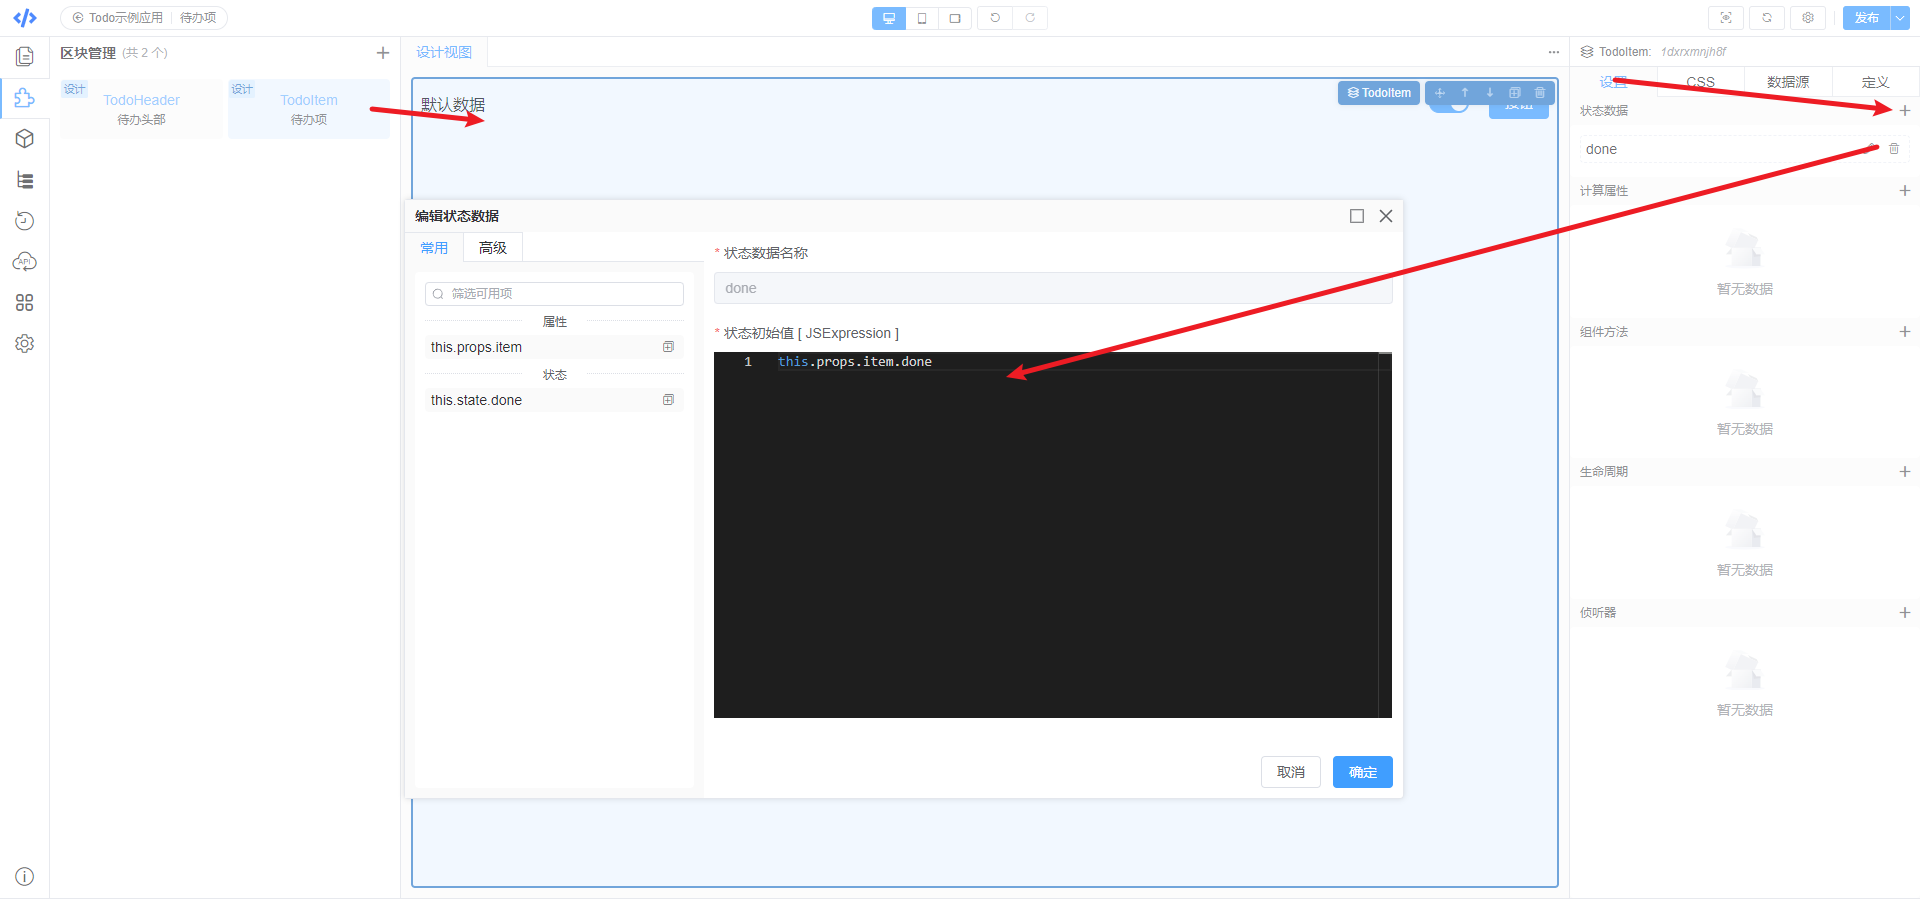 Todo示例应用 待办项
发布
区块管理 (共 2 个)
设计视图
TodoItem: 1dxrxmnjh8f
设计
TodoHeader
待办头部
设计
TodoItem
待办项
默认数据
TodoItem
按钮
设置
CSS
数据源
定义
状态数据
done
计算属性
暂无数据
组件方法
暂无数据
生命周期
暂无数据
侦听器
暂无数据
编辑状态数据
常用
高级
筛选可用项
属性
this.props.item
状态
this.state.done
* 状态数据名称
done
* 状态初始值 [ JSExpression ]
1 this.props.item.done
取消
确定
API